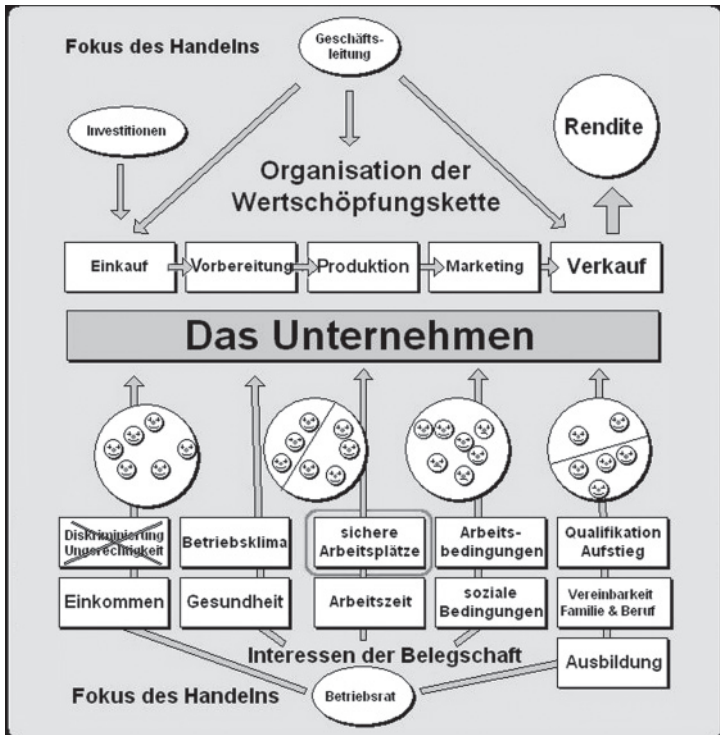 Fokus des Handelns
Geschäfts-
leitung
Investitionen
Rendite
Organisation der
Wertschöpfungskette
Einkauf
Vorbereitung
Produktion
Marketing
Verkauf
Das Unternehmen
Diskriminierung
Ungerechtigkeit
Betriebsklima
sichere
Arbeitsplätze
Arbeits-
bedingungen
Qualifikation
Aufstieg
Einkommen
Gesundheit
Arbeitszeit
soziale
Bedingungen
Vereinbarkeit
Familie & Beruf
Interessen der Belegschaft
Ausbildung
Fokus des Handelns
Betriebsrat